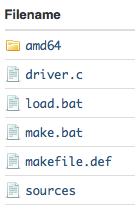 Filename
amd64
driver.c
load.bat
make.bat
makefile.def
sources